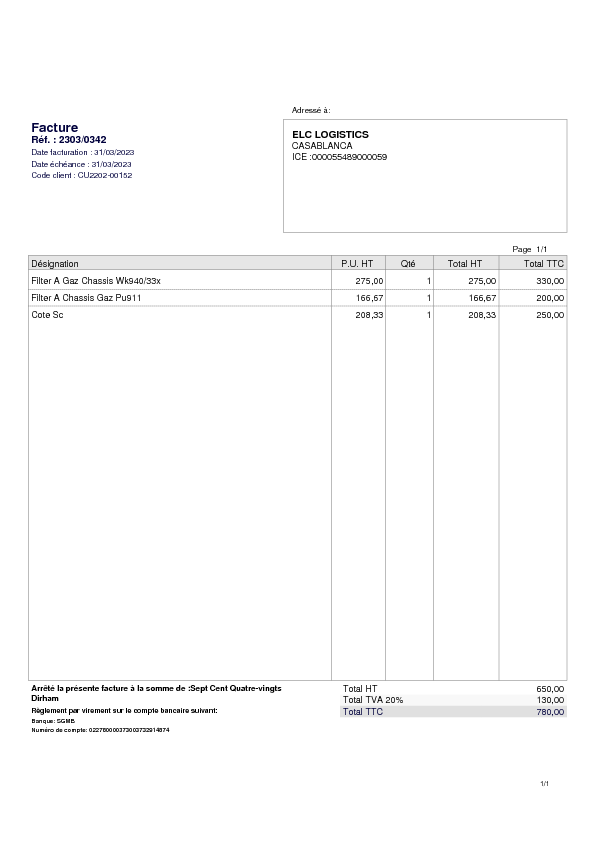 Adressé à:
Facture
Réf. : 2303/0342
Date facturation : 31/03/2023
Date échéance : 31/03/2023
Code client : CU2202-00152
ELC LOGISTICS
CASABLANCA
ICE :000055489000059
Page 1/1
Désignation P.U. HT Qté Total HT Total TTC
Filter A Gaz Chassis Wk940/33x 275,00 1 275,00 330,00
Filter A Chassis Gaz Pu911 166,67 1 166,67 200,00
Cote Sc 208,33 1 208,33 250,00
Arrêté la présente facture à la somme de :Sept Cent Quatre-vingts
Dirham
Règlement par virement sur le compte bancaire suivant:
Banque: SGMB
Numéro de compte:
Total HT 650,00
Total TVA 20% 130,00
Total TTC 780,00
1/1